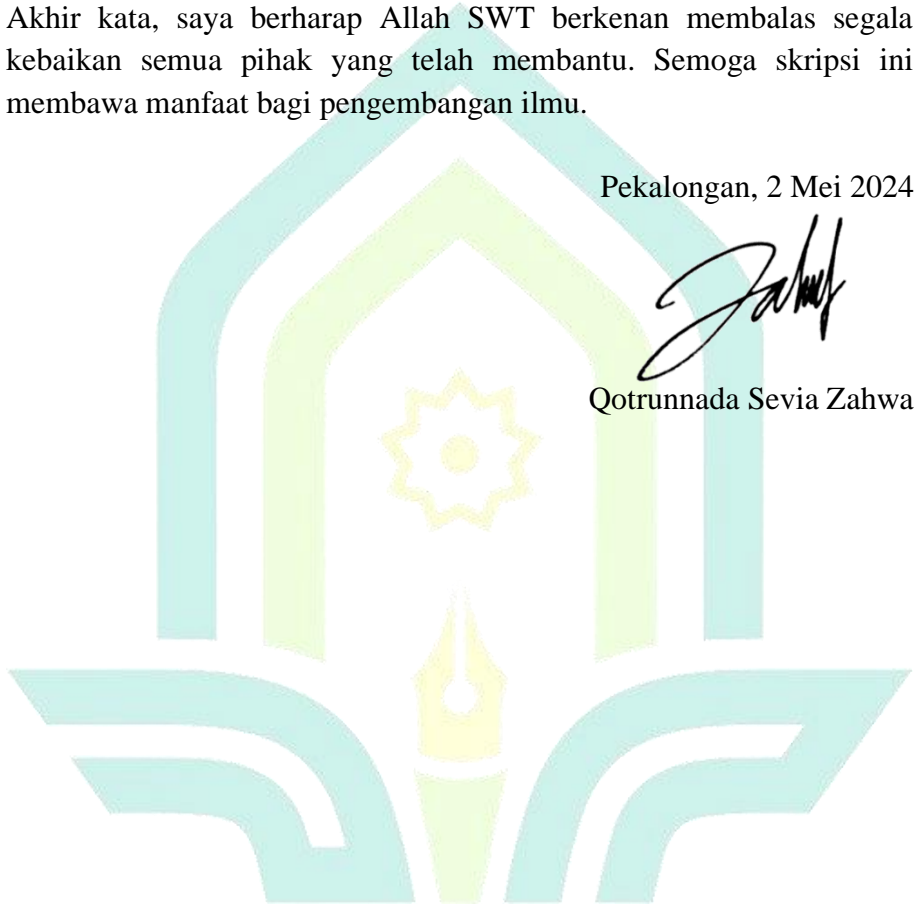 Akhir kata, saya berharap Allah SWT berkenan membalas segala
kebaikan semua pihak yang telah membantu. Semoga skripsi ini
membawa manfaat bagi pengembangan ilmu.
Pekalongan, 2 Mei 2024
Qotrunnada Sevia Zahwa